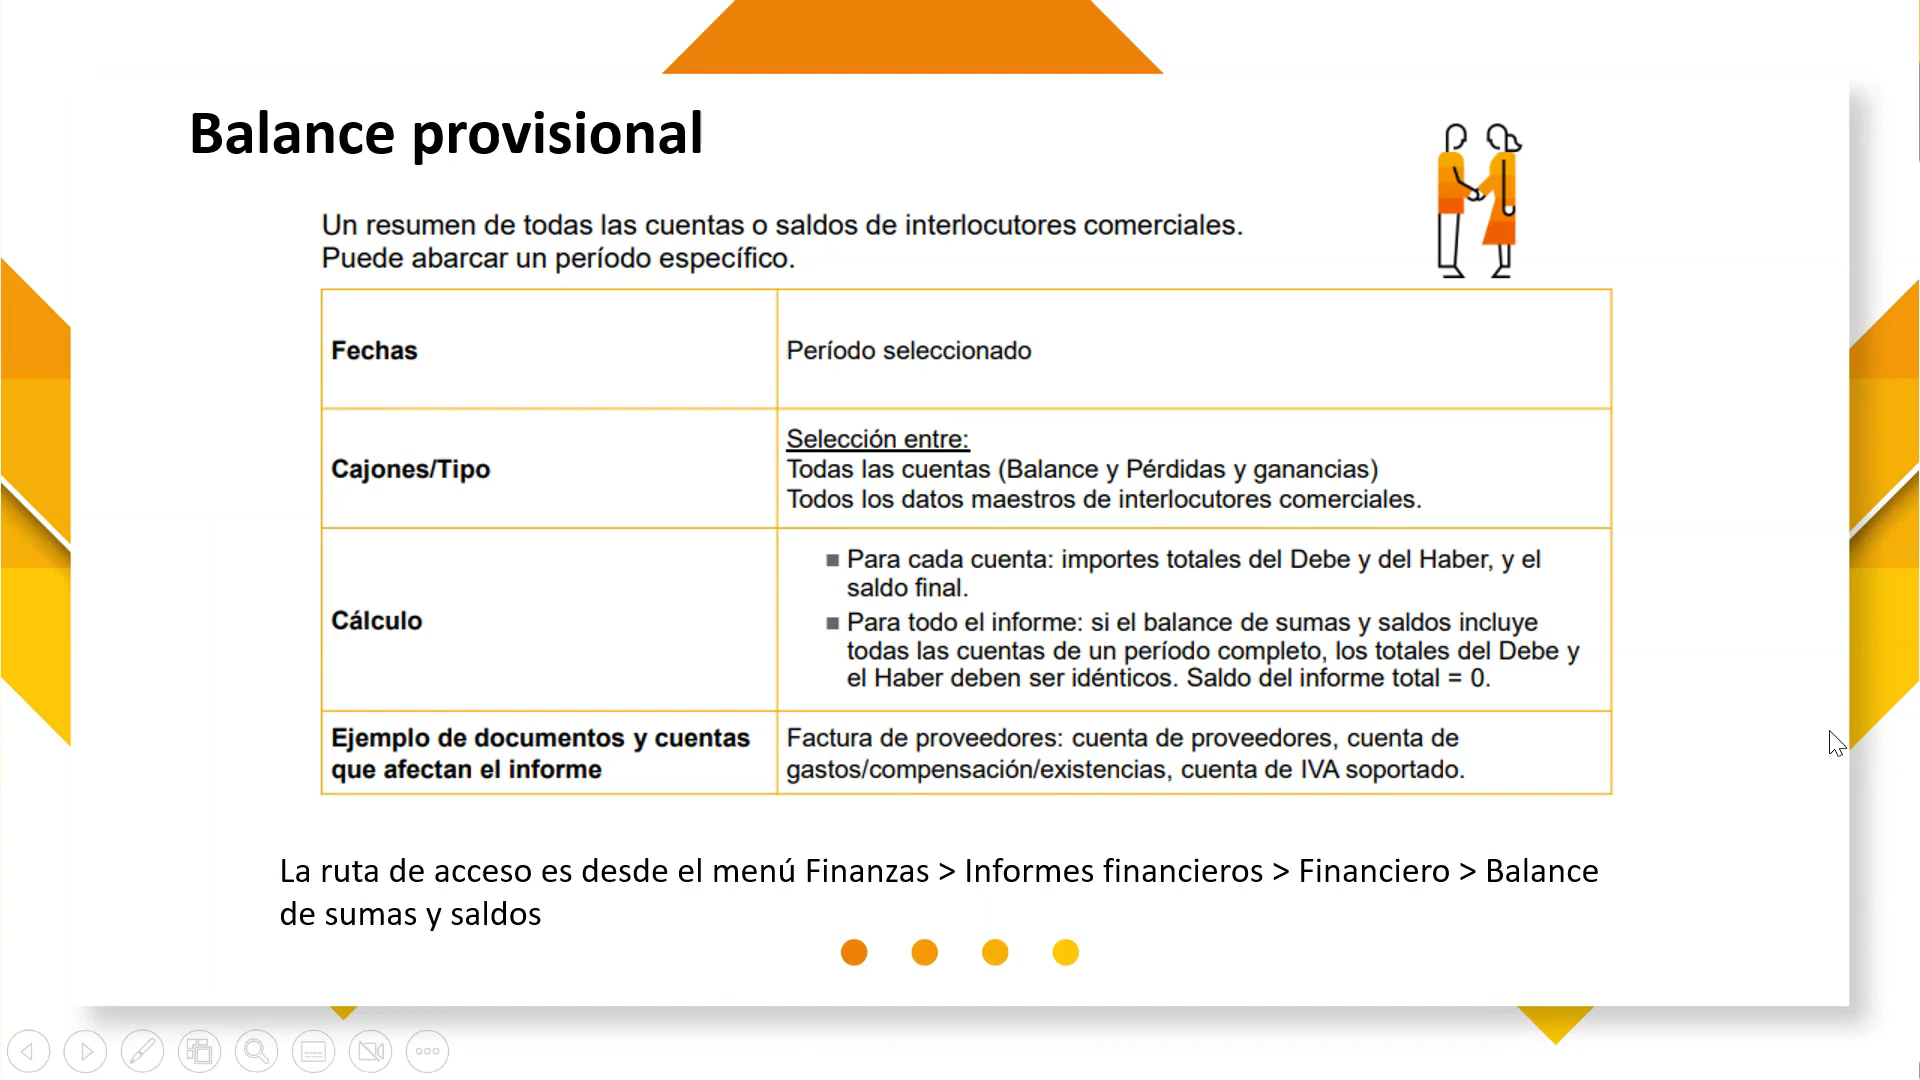 Balance provisional
Un resumen de todas las cuentas o saldos de interlocutores comerciales.
Puede abarcar un período específico.
Fechas
Período seleccionado
Cajones/Tipo
Selección entre:
Todas las cuentas (Balance y Pérdidas y ganancias)
Todos los datos maestros de interlocutores comerciales.
Cálculo
■ Para cada cuenta: importes totales del Debe y del Haber, y el
saldo final.
■ Para todo el informe: si el balance de sumas y saldos incluye
todas las cuentas de un período completo, los totales del Debe y
el Haber deben ser idénticos. Saldo del informe total = 0.
Ejemplo de documentos y cuentas
que afectan el informe
Factura de proveedores: cuenta de proveedores, cuenta de
gastos/compensación/existencias, cuenta de IVA soportado.
La ruta de acceso es desde el menú Finanzas > Informes financieros > Financiero > Balance
de sumas y saldos